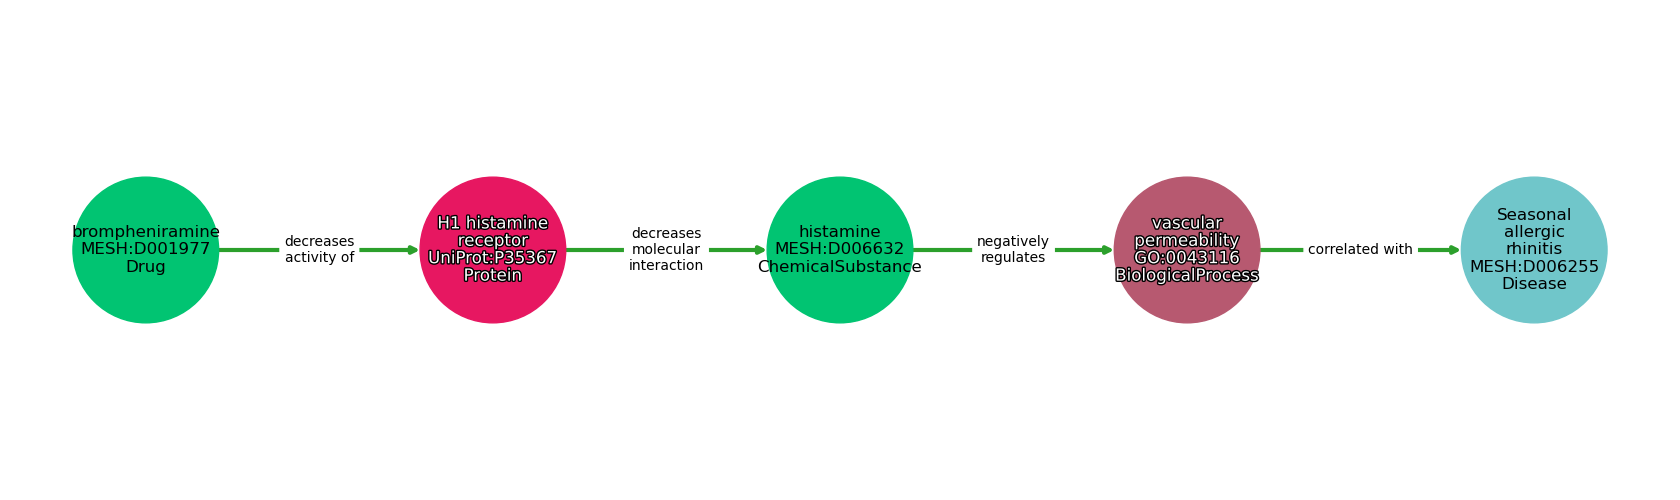 brompheniramine
MESH:D001977
Drug
decreases
activity of
H1 histamine
receptor
UniProt:P35367
Protein
decreases
molecular
interaction
histamine
MESH:D006632
ChemicalSubstance
negatively
regulates
vascular
permeability
GO:0043116
BiologicalProcess
correlated with
Seasonal
allergic
rhinitis
MESH:D006255
Disease